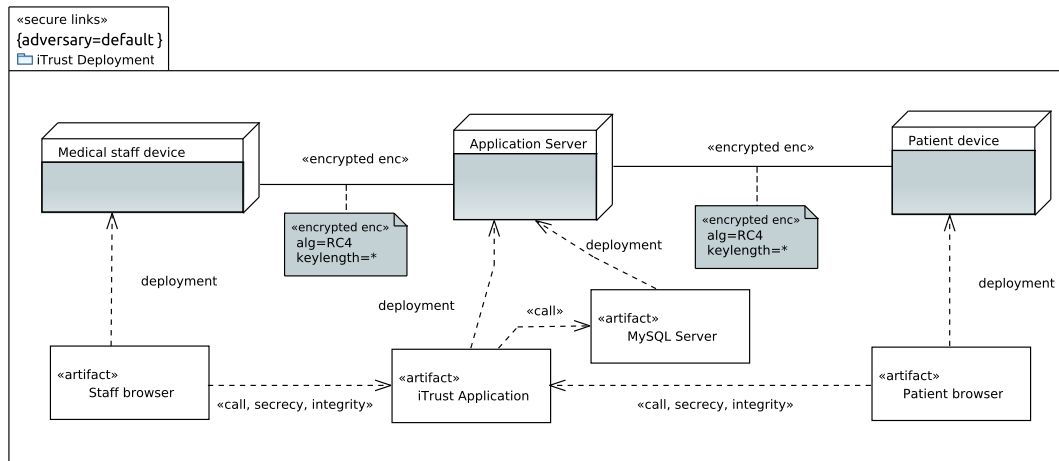 «secure links»
{adversary=default }
iTrust Deployment
Medical staff device
«encrypted enc»
Application Server
«encrypted enc»
Patient device
«encrypted enc»
alg=RC4
keylength=*
«encrypted enc»
alg=RC4
keylength=*
deployment
deployment
deployment
deployment
«call»
«artifact»
MySQL Server
«artifact»
Staff browser
«call, secrecy, integrity»
«artifact»
iTrust Application
«call, secrecy, integrity»
«artifact»
Patient browser